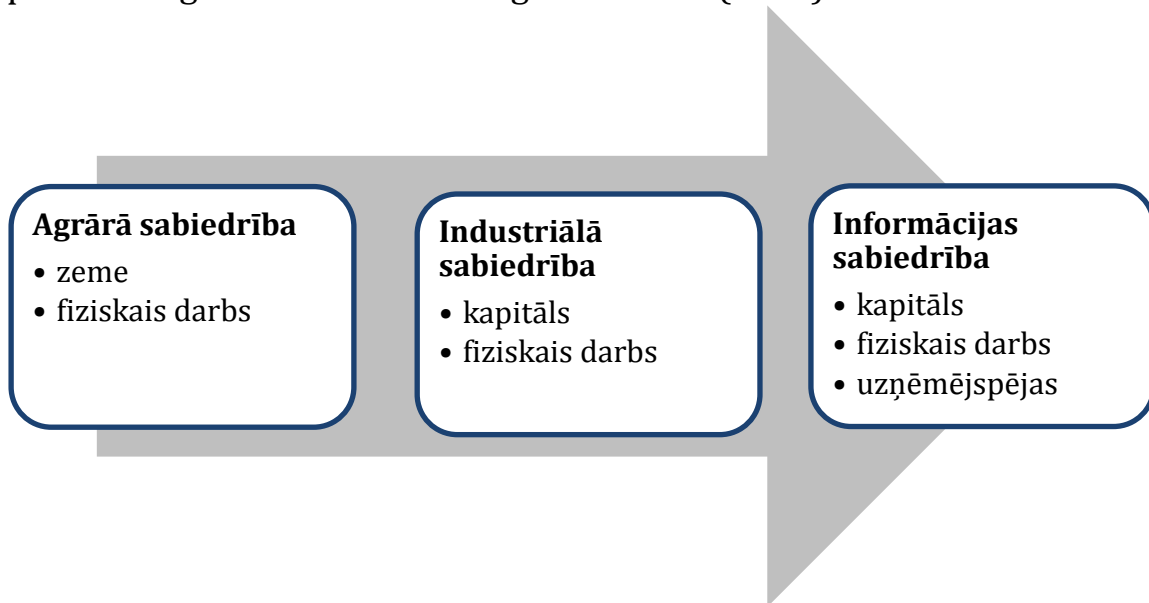 Agrārā sabiedrība
• zeme
• fiziskais darbs
Industriālā
sabiedrība
• kapitāls
• fiziskais darbs
Informācijas
sabiedrība
• kapitāls
• fiziskais darbs
• uzņēmējspējas